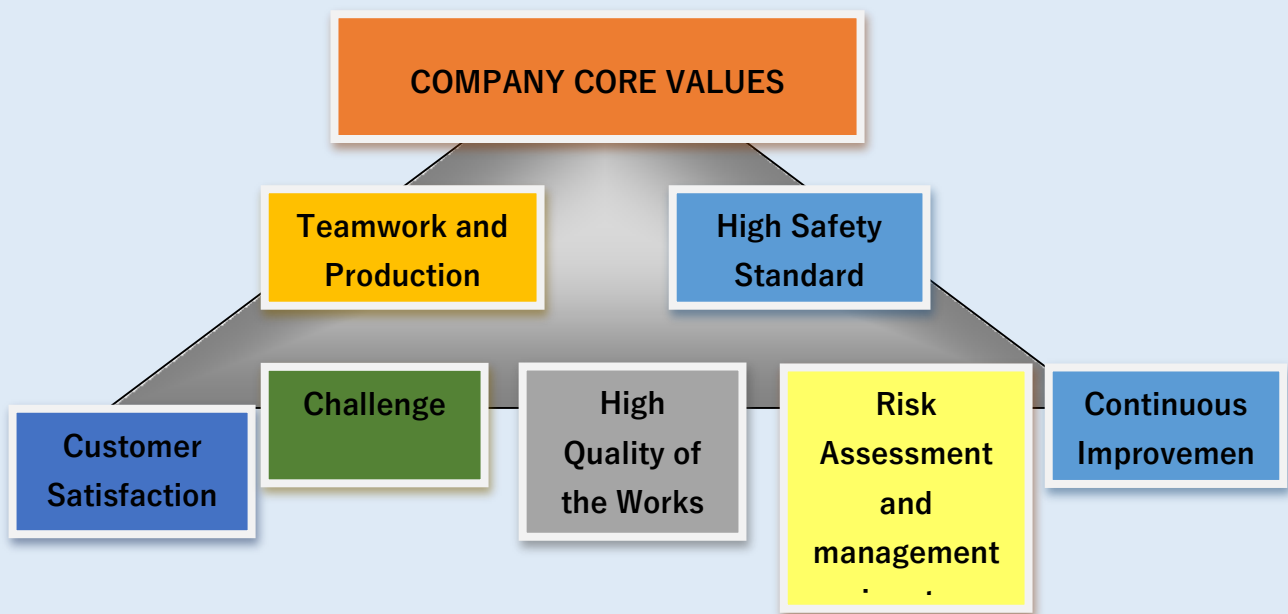 COMPANY CORE VALUES
Teamwork and
Production
High Safety
Standard
Customer
Satisfaction
Challenge
High
Quality of
the Works
Risk
Assessment
and
management
Continuous
Improvemen